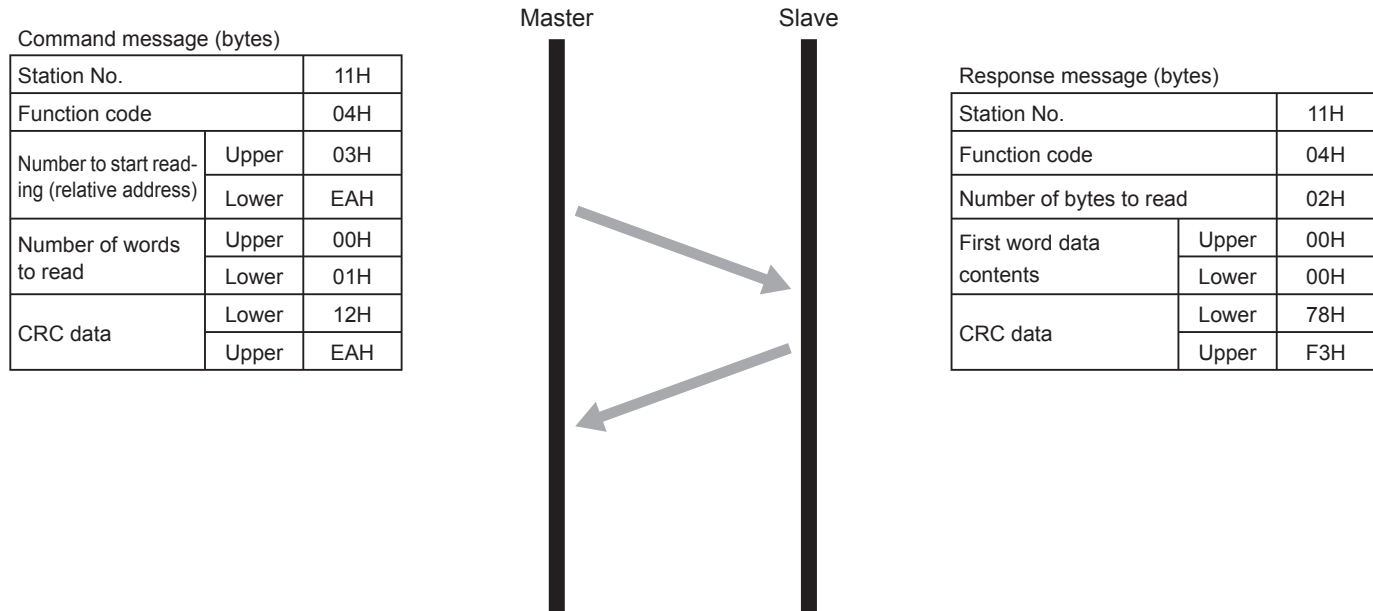 Master
Slave
Command message (bytes)
Station No. 11H
Function code 04H
Number to start read-
ing (relative address)
Upper 03H
Lower EAH
Number of words
to read
Upper 00H
Lower 01H
CRC data
Lower 12H
Upper EAH
Response message (bytes)
Station No. 11H
Function code 04H
Number of bytes to read 02H
First word data
contents
Upper 00H
Lower 00H
CRC data
Lower 78H
Upper F3H